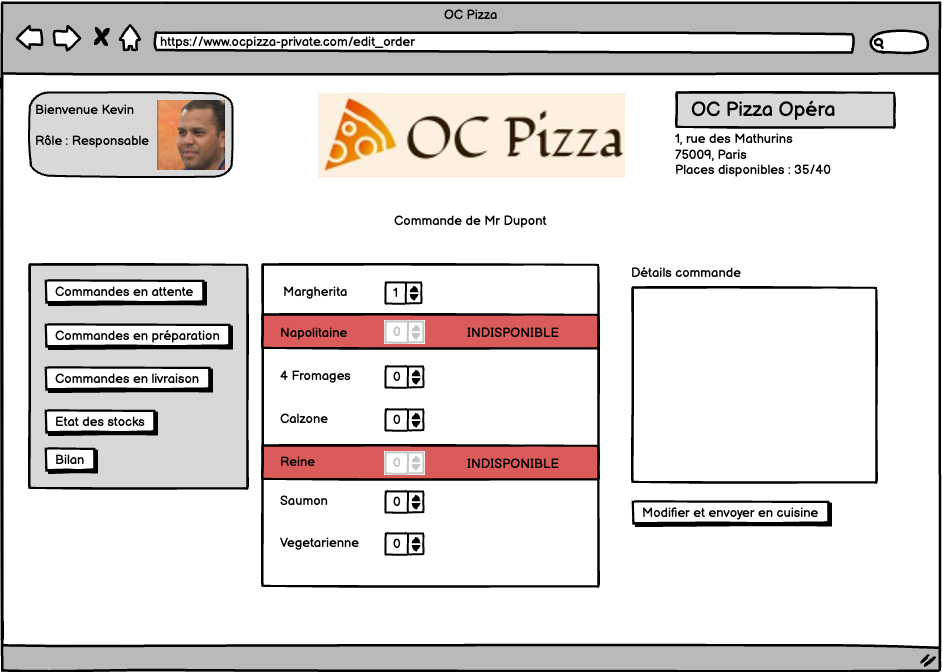 OC Pizza
https://www.ocpizza-private.com/edit_order
Bienvenue Kevin
Rôle : Responsable
OC Pizza
OC Pizza Opéra
1, rue des Mathurins
75009, Paris
Places disponibles : 35/40
Commande de Mr Dupont
Commandes en attente
Commandes en préparation
Commandes en livraison
Etat des stocks
Bilan
Margherita 1
Napolitaine 0 INDISPONIBLE
4 Fromages 0
Calzone 0
Reine 0 INDISPONIBLE
Saumon 0
Vegetarienne 0
Détails commande
Modifier et envoyer en cuisine